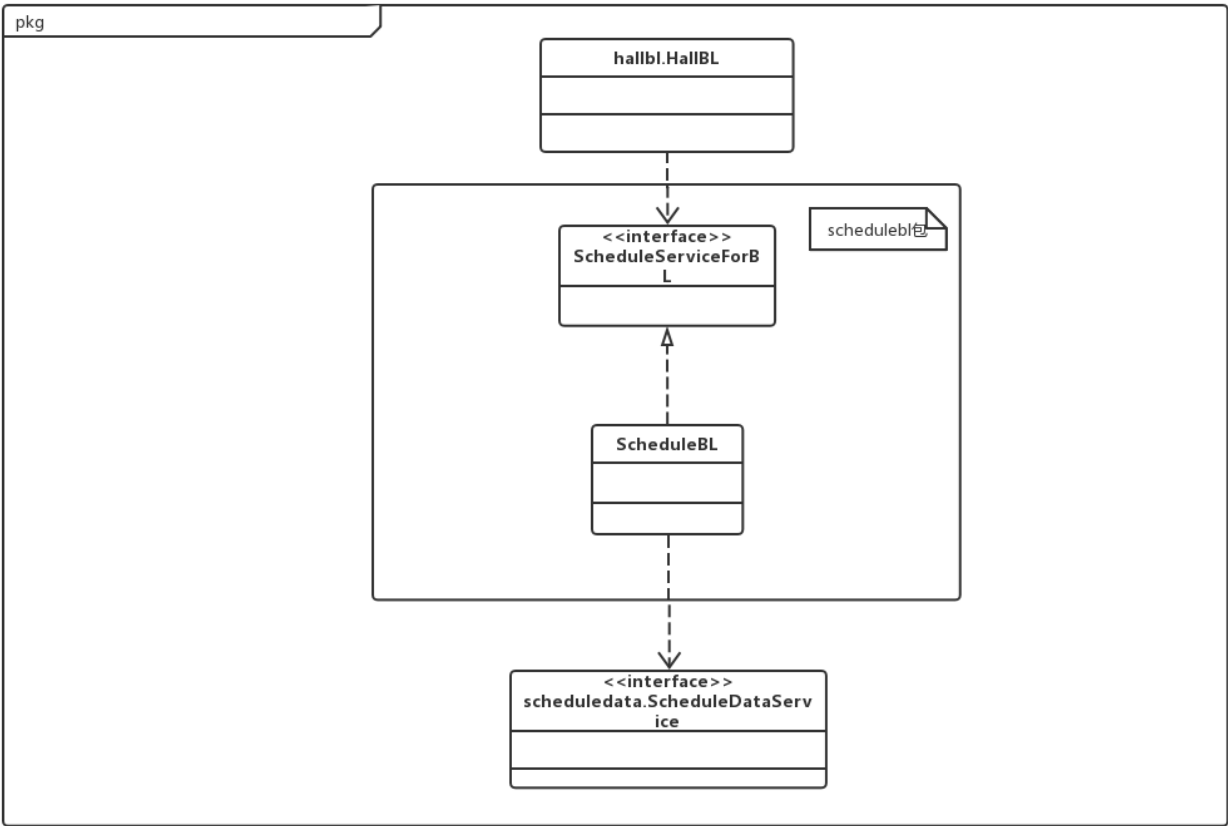 pkg
hallbl.HallBL
<<interface>>
ScheduleServiceForB
L
schedulebl包
ScheduleBL
<<interface>>
scheduledata.ScheduleDataServ
ice